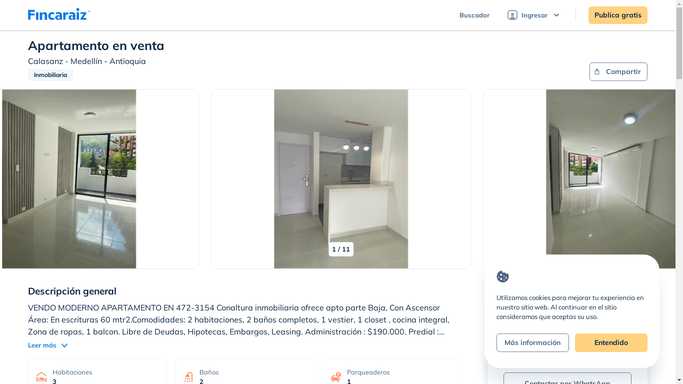 Fincaraiz
Buscador
Ingresar
Publica gratis
Apartamento en venta
Calasanz - Medellín - Antioquia
Inmobiliaria
Compartir
1 / 11
Descripción general
VENDO MODERNO APARTAMENTO EN 472-3154 Conaltura inmobiliaria ofrece apto parte Baja, Con Ascensor
Área: En escrituras 60 mtr2.Comodidades: 2 habitaciones, 2 baños completos, 1 vestier, 1 closet , cocina integral,
Zona de ropas, 1 balcon. Libre de Deudas, Hipotecas, Embargos, Leasing. Administración : $190.000, Predial :...
Leer más
Habitaciones
3
Baños
2
Parqueaderos
1
Utilizamos cookies para mejorar tu experiencia en
nuestro sitio web. Al continuar en el sitio
consideramos que aceptas su uso.
Más información
Entendido
Contactar por WhatsApp